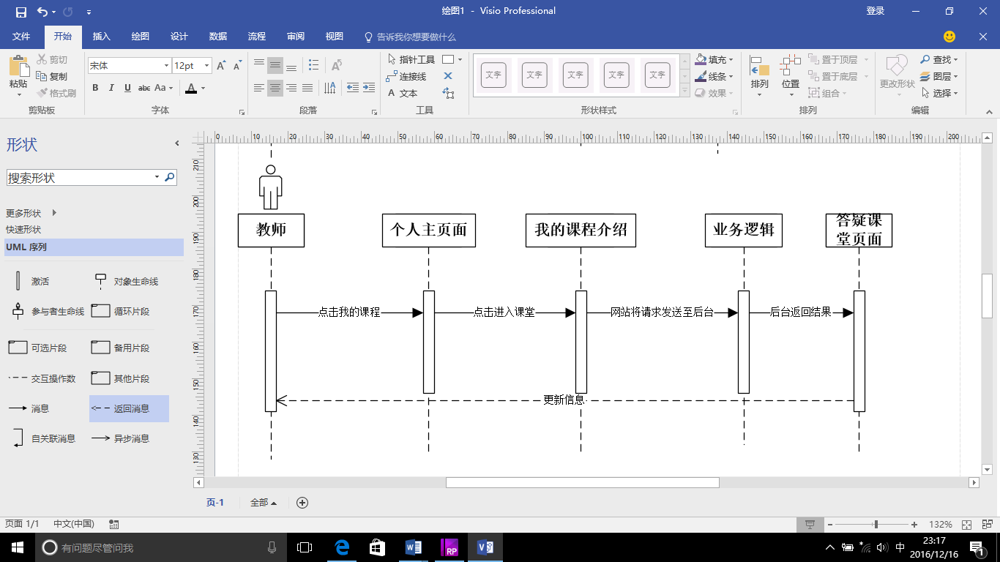 绘图1 - Visio Professional
登录
文件 开始 插入 绘图 设计 数据 流程 审阅 视图 告诉我你想要做什么
粘贴 剪切 复制 格式刷
剪贴板
宋体 12pt
B I U abc Aa A
字体
段落
指针工具
连接线
A 文本
工具
文字 文字 文字 文字 文字
形状样式
填充
线条
效果
排列 位置
置于顶层
置于底层
组合
排列
更改形状
查找
图层
选择
编辑
形状
搜索形状
更多形状
快速形状
UML 序列
激活 对象生命线
参与者生命线 循环片段
可选片段 备用片段
交互操作数 其他片段
消息 返回消息
自关联消息 异步消息
0 10 20 30 40 50 60 70 80 90 100 110 120 130 140 150 160 170 180 190 200
210
200
190
180
170
160
150
140
130
教师 个人主页面 我的课程介绍 业务逻辑 答疑课
堂页面
点击我的课程 点击进入课堂 网站将请求发送至后台 后台返回结果
更新信息
页-1 全部
页面 1/1 中文(中国) 132%
有问题尽管问我
RP
中
23:17
2016/12/16
1